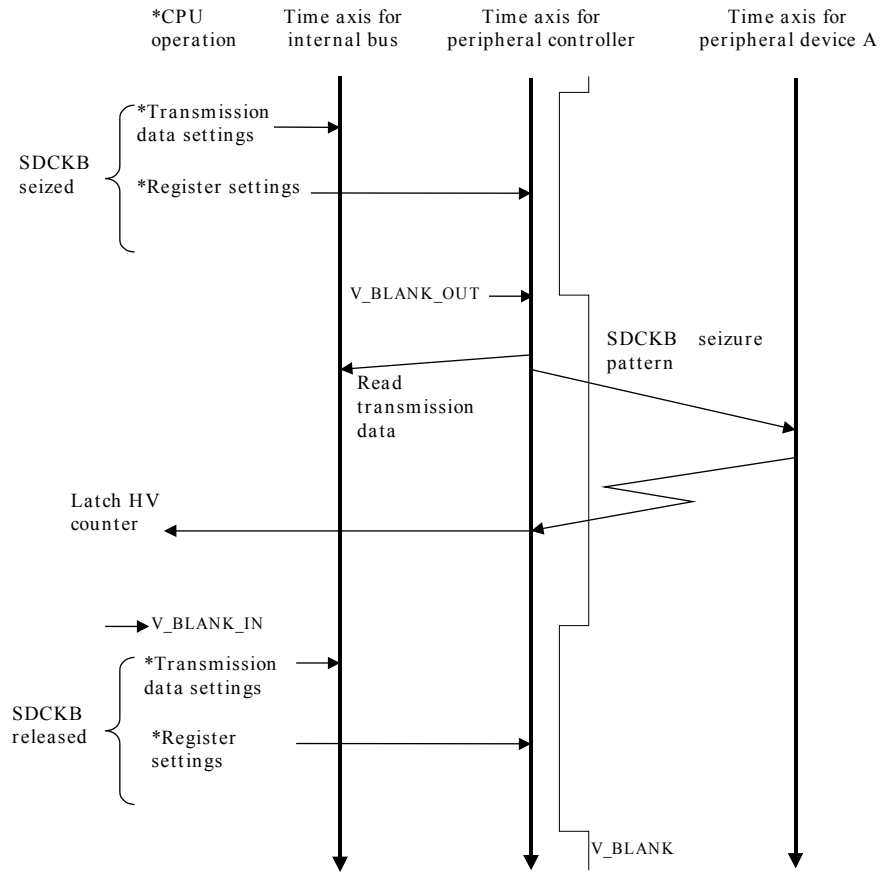 *CPU
operation
Time axis for
internal bus
Time axis for
peripheral controller
Time axis for
peripheral device A
SDCKB
seized
*Transmission
data settings
*Register settings
V_BLANK_OUT
SDCKB seizure
pattern
Read
transmission
data
Latch HV
counter
V_BLANK_IN
SDCKB
released
*Transmission
data settings
*Register
settings
V_BLANK